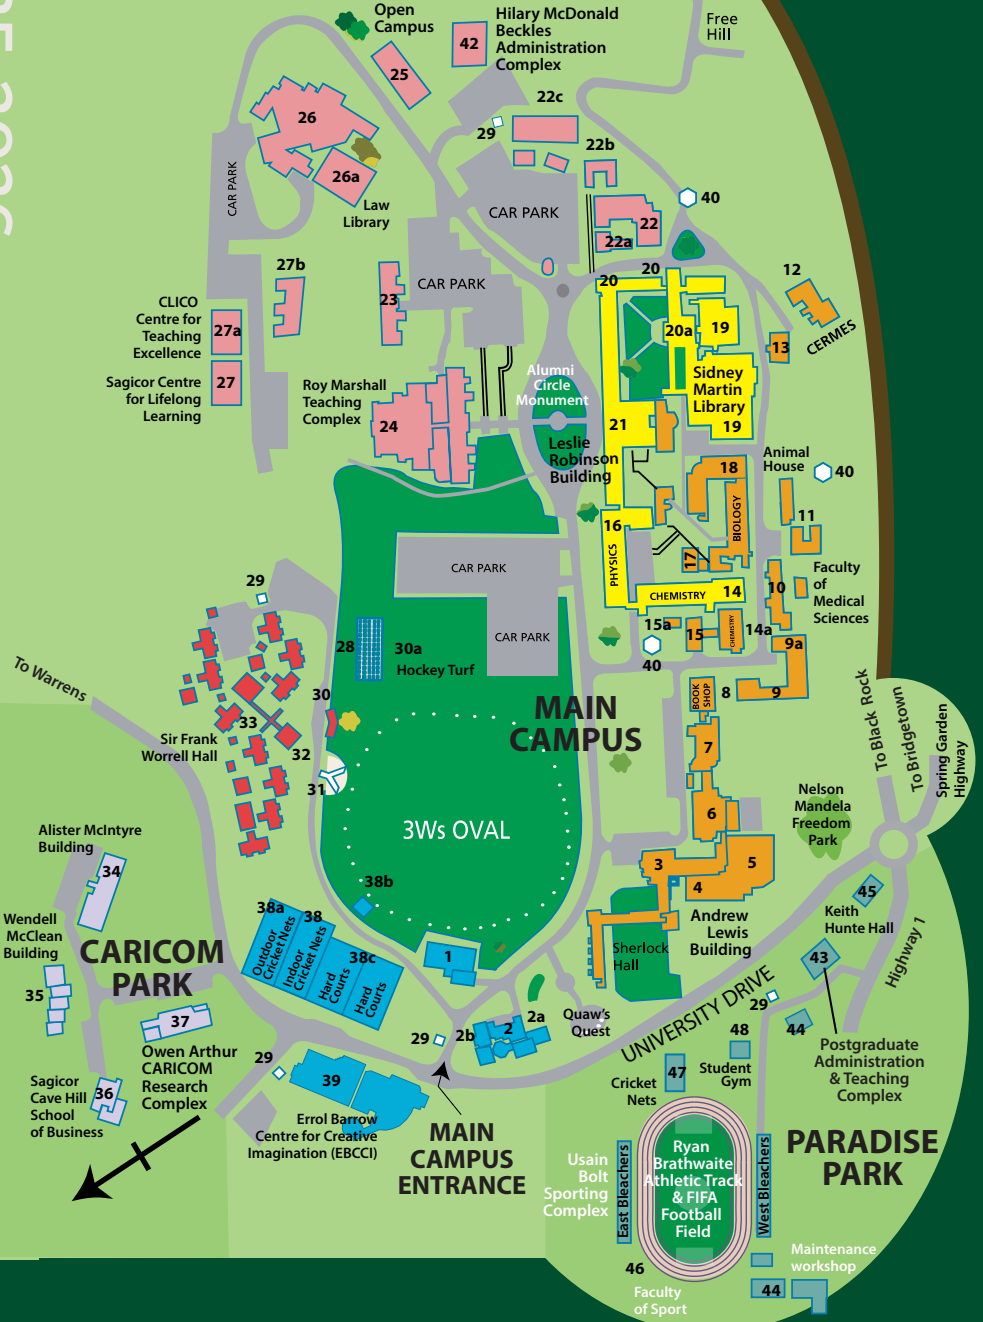 Open
Campus
Hilary McDonald
Beckles
Administration
Complex
Free
Hill
42
25
22c
26
29
22b
CAR PARK
26a
Law
Library
40
CAR PARK
22
22a
27b
20
20
12
CAR PARK
23
CLICO
Centre for
Teaching
Excellence
27a
20a
19
13
CERMES
Sagicor Centre
for Lifelong
Learning
27
Roy Marshall
Teaching
Complex
24
Alumni
Circle
Monument
Sidney
Martin
Library
19
21
Leslie
Robinson
Building
18
Animal
House
40
BIOLOGY
11
16
PHYSICS
17
CAR PARK
Faculty
of
Medical
Sciences
10
29
CHEMISTRY
14
15a
15
CHEMISTRY
14a
CAR PARK
9a
28
30a
Hockey Turf
40
To Warrens
BOOK
SHOP
8
9
30
33
Sir Frank
Worrell Hall
32
MAIN
CAMPUS
7
To Black Rock
To Bridgetown
Spring Garden
Highway
31
Nelson
Mandela
Freedom
Park
6
Alister McIntyre
Building
3Ws OVAL
34
3
5
4
38b
45
Keith
Hunte Hall
38a
38
Outdoor
Cricket Nets
Indoor
Cricket Nets
38c
Hard
Courts
Hard
Courts
Andrew
Lewis
Building
Wendell
McClean
Building
CARICOM
PARK
1
Sherlock
Hall
43
Highway 1
35
37
UNIVERSITY DRIVE
29
2a
2
2b
Quaw's
Quest
44
48
Owen Arthur
CARICOM
Research
Complex
29
29
Postgraduate
Administration
& Teaching
Complex
Student
Gym
47
Cricket
Nets
Sagicor
Cave Hill
School
of Business
36
39
Errol Barrow
Centre for Creative
Imagination (EBCCI)
MAIN
CAMPUS
ENTRANCE
PARADISE
PARK
Usain
Bolt
Sporting
Complex
East Bleachers
Ryan
Brathwaite
Athletic Track
& FIFA
Football
Field
West Bleachers
46
Faculty
of Sport
Maintenance
workshop
44